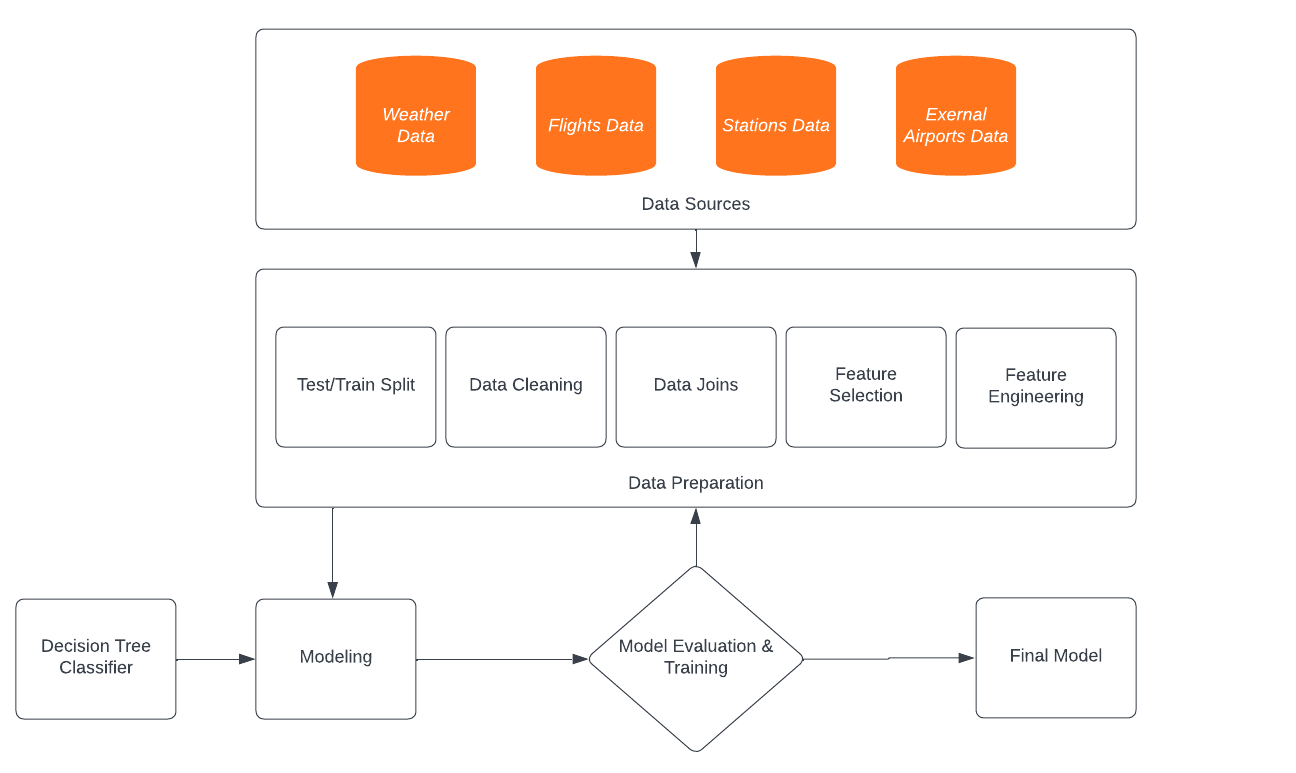 Weather
Data
Flights Data
Stations Data
Exernal
Airports Data
Data Sources
Test/Train Split
Data Cleaning
Data Joins
Feature
Selection
Feature
Engineering
Data Preparation
Decision Tree
Classifier
Modeling
Model Evaluation &
Training
Final Model